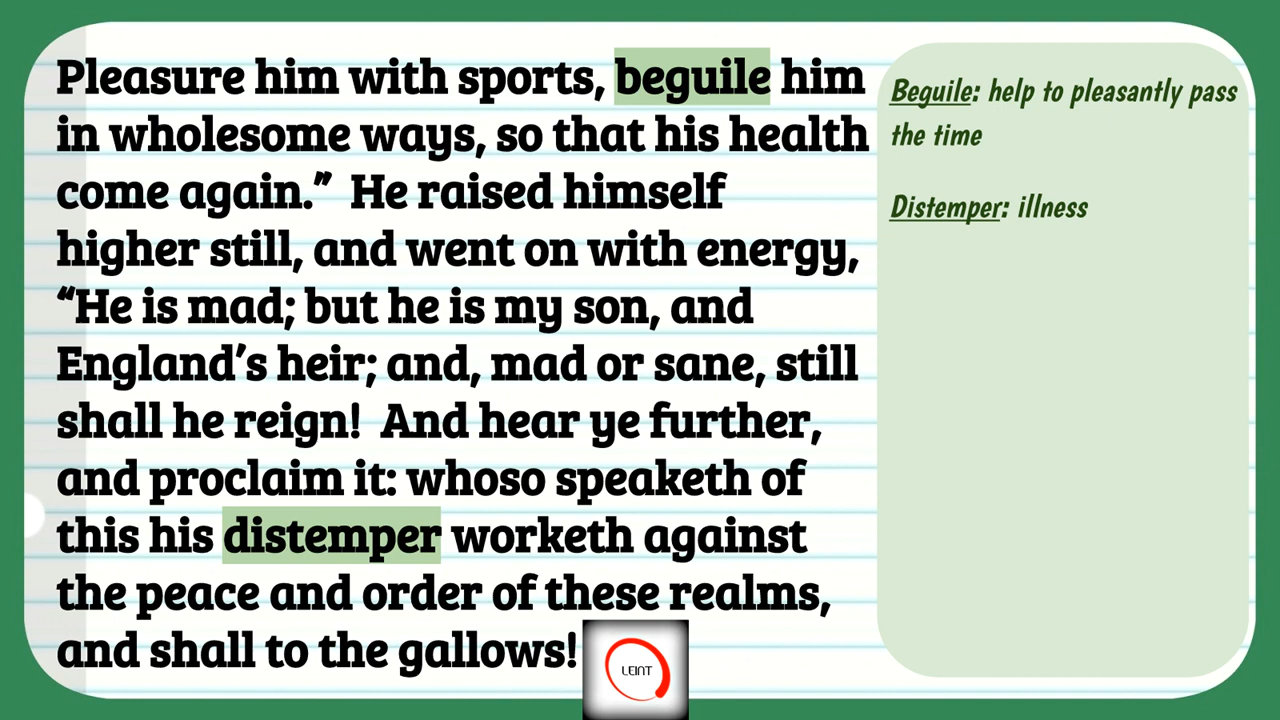 Pleasure him with sports, beguile him
in wholesome ways, so that his health
come again.”  He raised himself
higher still, and went on with energy,
“He is mad; but he is my son, and
England’s heir; and, mad or sane, still
shall he reign!  And hear ye further,
and proclaim it: whoso speaketh of
this his distemper worketh against
the peace and order of these realms,
and shall to the gallows!
Beguile: help to pleasantly pass
the time
Distemper: illness
LEINT